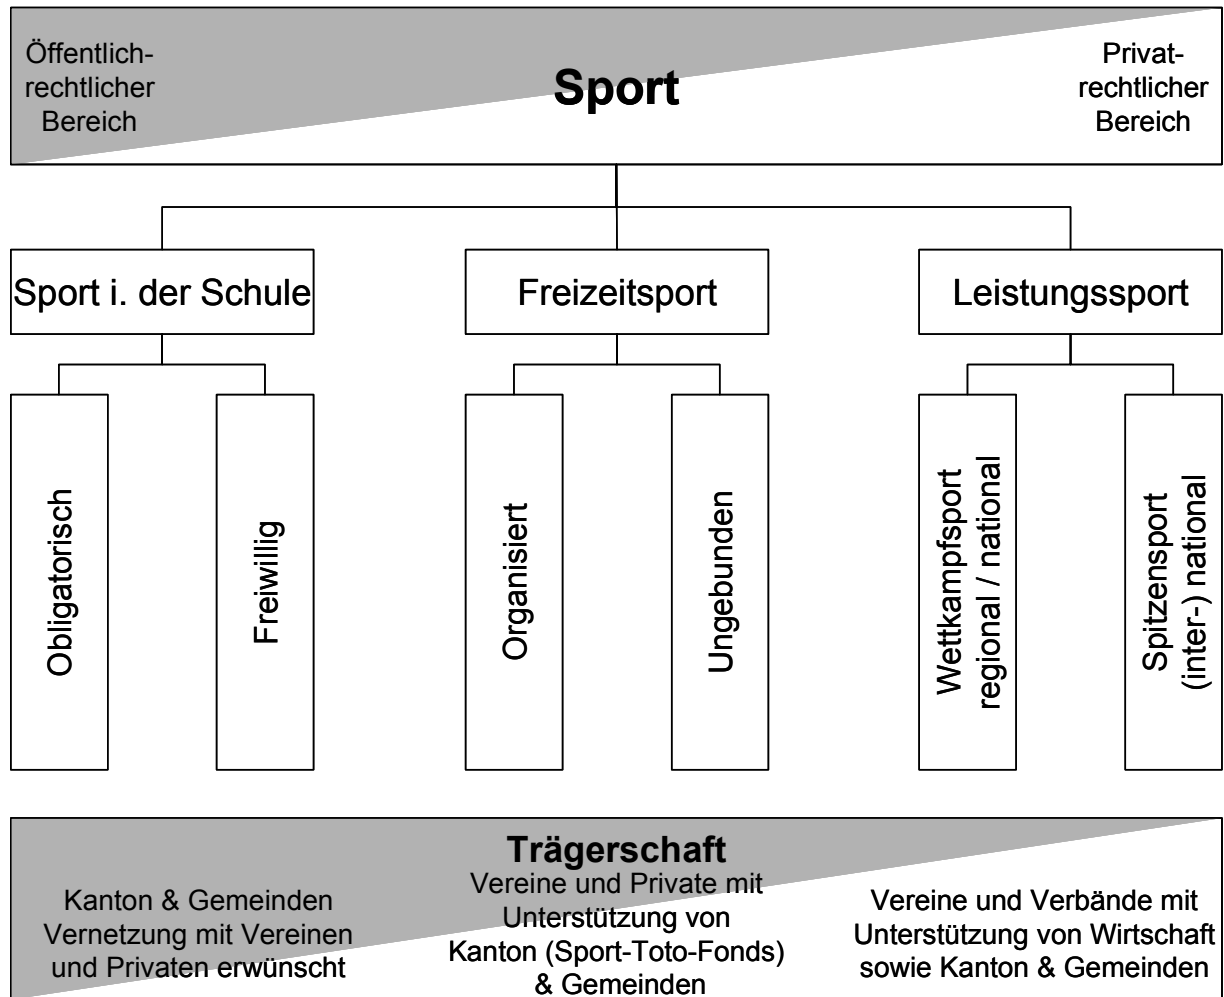 Öffentlich-
rechtlicher
Bereich
Sport
Privat-
rechtlicher
Bereich
Sport i. der Schule
Freizeitsport
Leistungssport
Obligatorisch
Freiwillig
Organisiert
Ungebunden
Wettkampfsport
regional / national
Spitzensport
(inter-) national
Trägerschaft
Kanton & Gemeinden
Vernetzung mit Vereinen
und Privaten erwünscht
Vereine und Private mit
Unterstützung von
Kanton (Sport-Toto-Fonds)
& Gemeinden
Vereine und Verbände mit
Unterstützung von Wirtschaft
sowie Kanton & Gemeinden